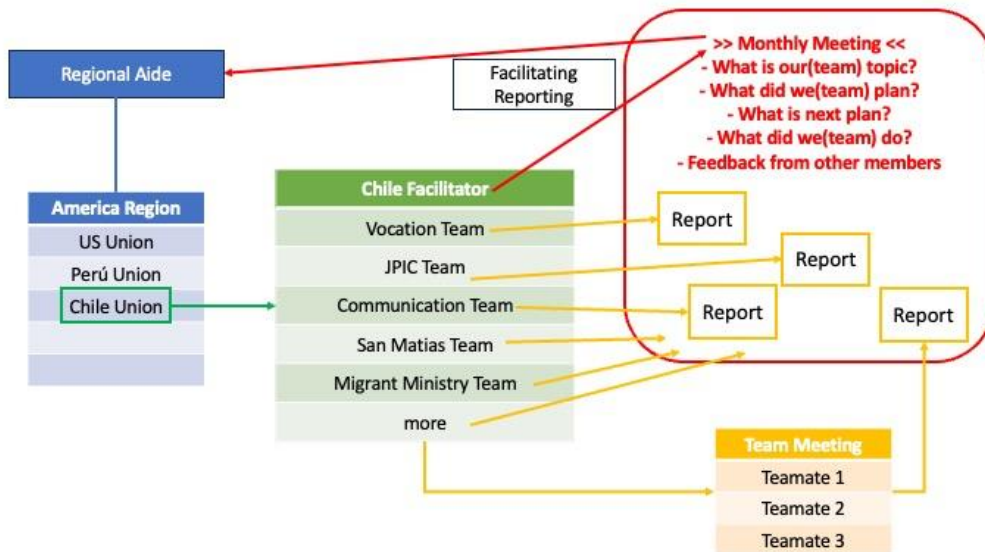 Regional Aide
Facilitating
Reporting
>> Monthly Meeting <<
- What is our(team) topic?
- What did we(team) plan?
- What is next plan?
- What did we(team) do?
- Feedback from other members
America Region
US Union
Perú Union
Chile Union
Chile Facilitator
Vocation Team
JPIC Team
Communication Team
San Matias Team
Migrant Ministry Team
more
Report
Report
Report
Report
Team Meeting
Teamate 1
Teamate 2
Teamate 3